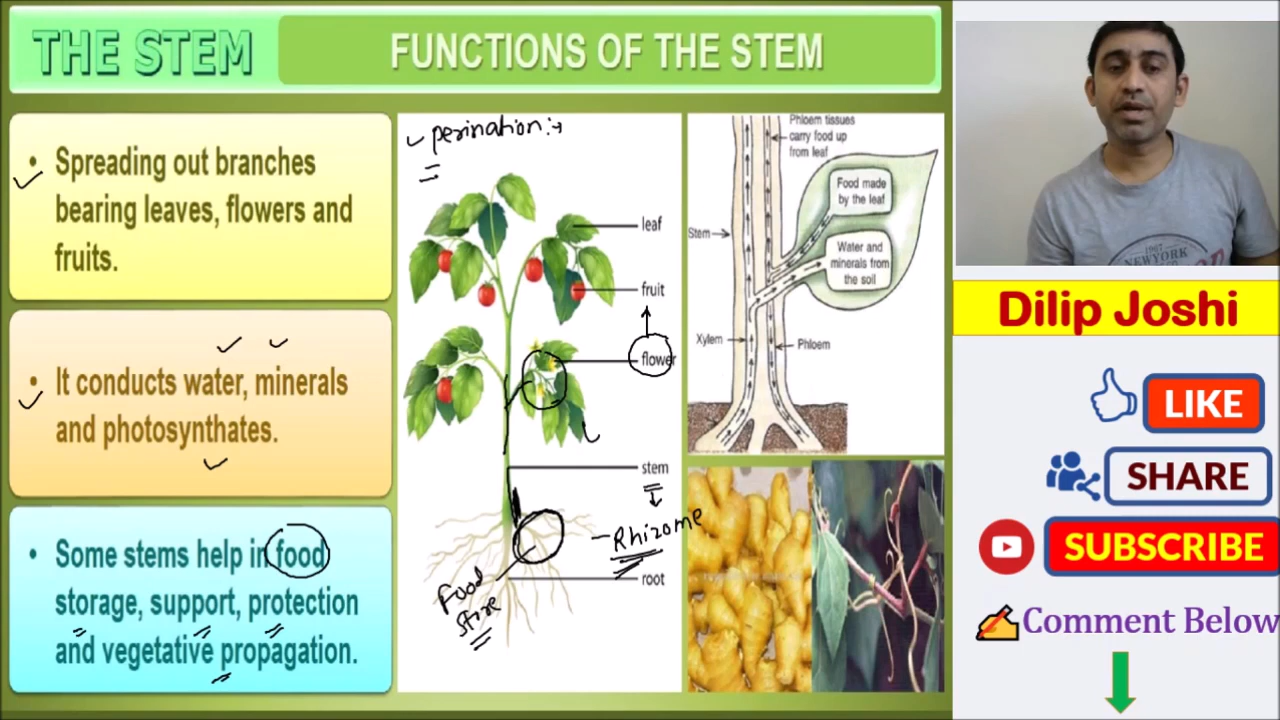 THE STEM
FUNCTIONS OF THE STEM
• Spreading out branches
bearing leaves, flowers and
fruits.
• It conducts water, minerals
and photosynthates.
• Some stems help in food
storage, support, protection
and vegetative propagation.
perination:→
leaf
fruit
flower
stem
Rhizome
root
Food
store
Phloem tissues
carry food up
from leaf
Food made
by the leaf
Stem
Water and
minerals from
the soil
Xylem
Phloem
1967
NEWYORK
Dilip Joshi
LIKE
SHARE
SUBSCRIBE
Comment Below